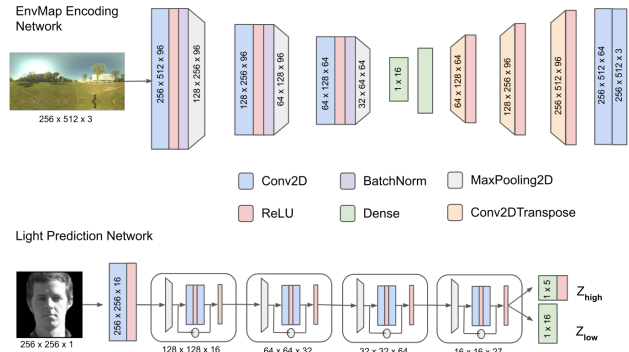 EnvMap Encoding
Network
256 x 512 x 3
256 x 512 x 96
128 x 256 x 96
128 x 256 x 96
64 x 128 x 96
64 x 128 x 64
32 x 64 x 64
1 x 16
64 x 128 x 64
128 x 256 x 96
256 x 512 x 96
256 x 512 x 64
256 x 512 x 3
Conv2D
BatchNorm
MaxPooling2D
ReLU
Dense
Conv2DTranspose
Light Prediction Network
256 x 256 x 1
256 x 256 x 16
128 x 128 x 16
64 x 64 x 32
32 x 32 x 64
16 x 16 x 27
1 x 5
Zhigh
1 x 16
Zlow